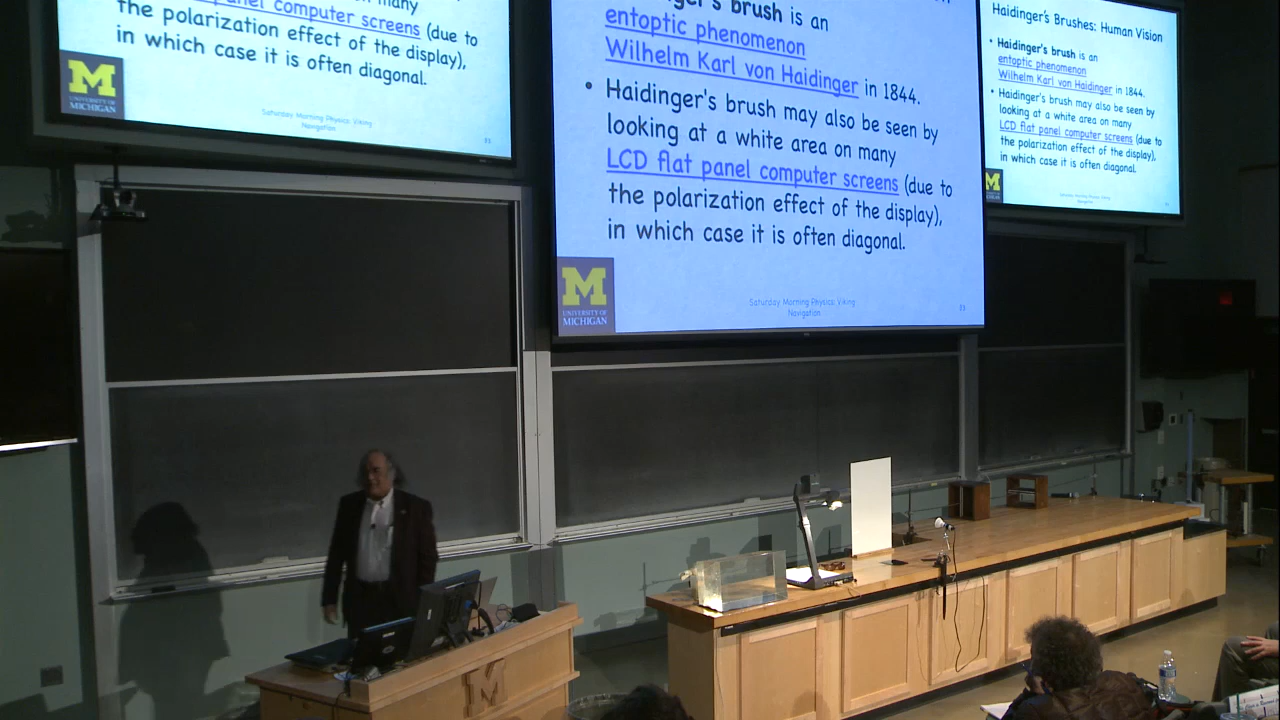 many
panel computer screens (due to
the polarization effect of the display),
in which case it is often diagonal.
M
UNIVERSITY OF
MICHIGAN
Saturday Morning Physics: Viking
Navigation
33
brush is an
entoptic phenomenon
Wilhelm Karl von Haidinger in 1844.
• Haidinger's brush may also be seen by
looking at a white area on many
LCD flat panel computer screens (due to
the polarization effect of the display),
in which case it is often diagonal.
M
UNIVERSITY OF
MICHIGAN
Saturday Morning Physics: Viking
Navigation
33
Haidinger's Brushes: Human Vision
• Haidinger's brush is an
entoptic phenomenon
Wilhelm Karl von Haidinger in 1844.
• Haidinger's brush may also be seen by
looking at a white area on many
LCD flat panel computer screens (due to
the polarization effect of the display),
in which case it is often diagonal.
M
M